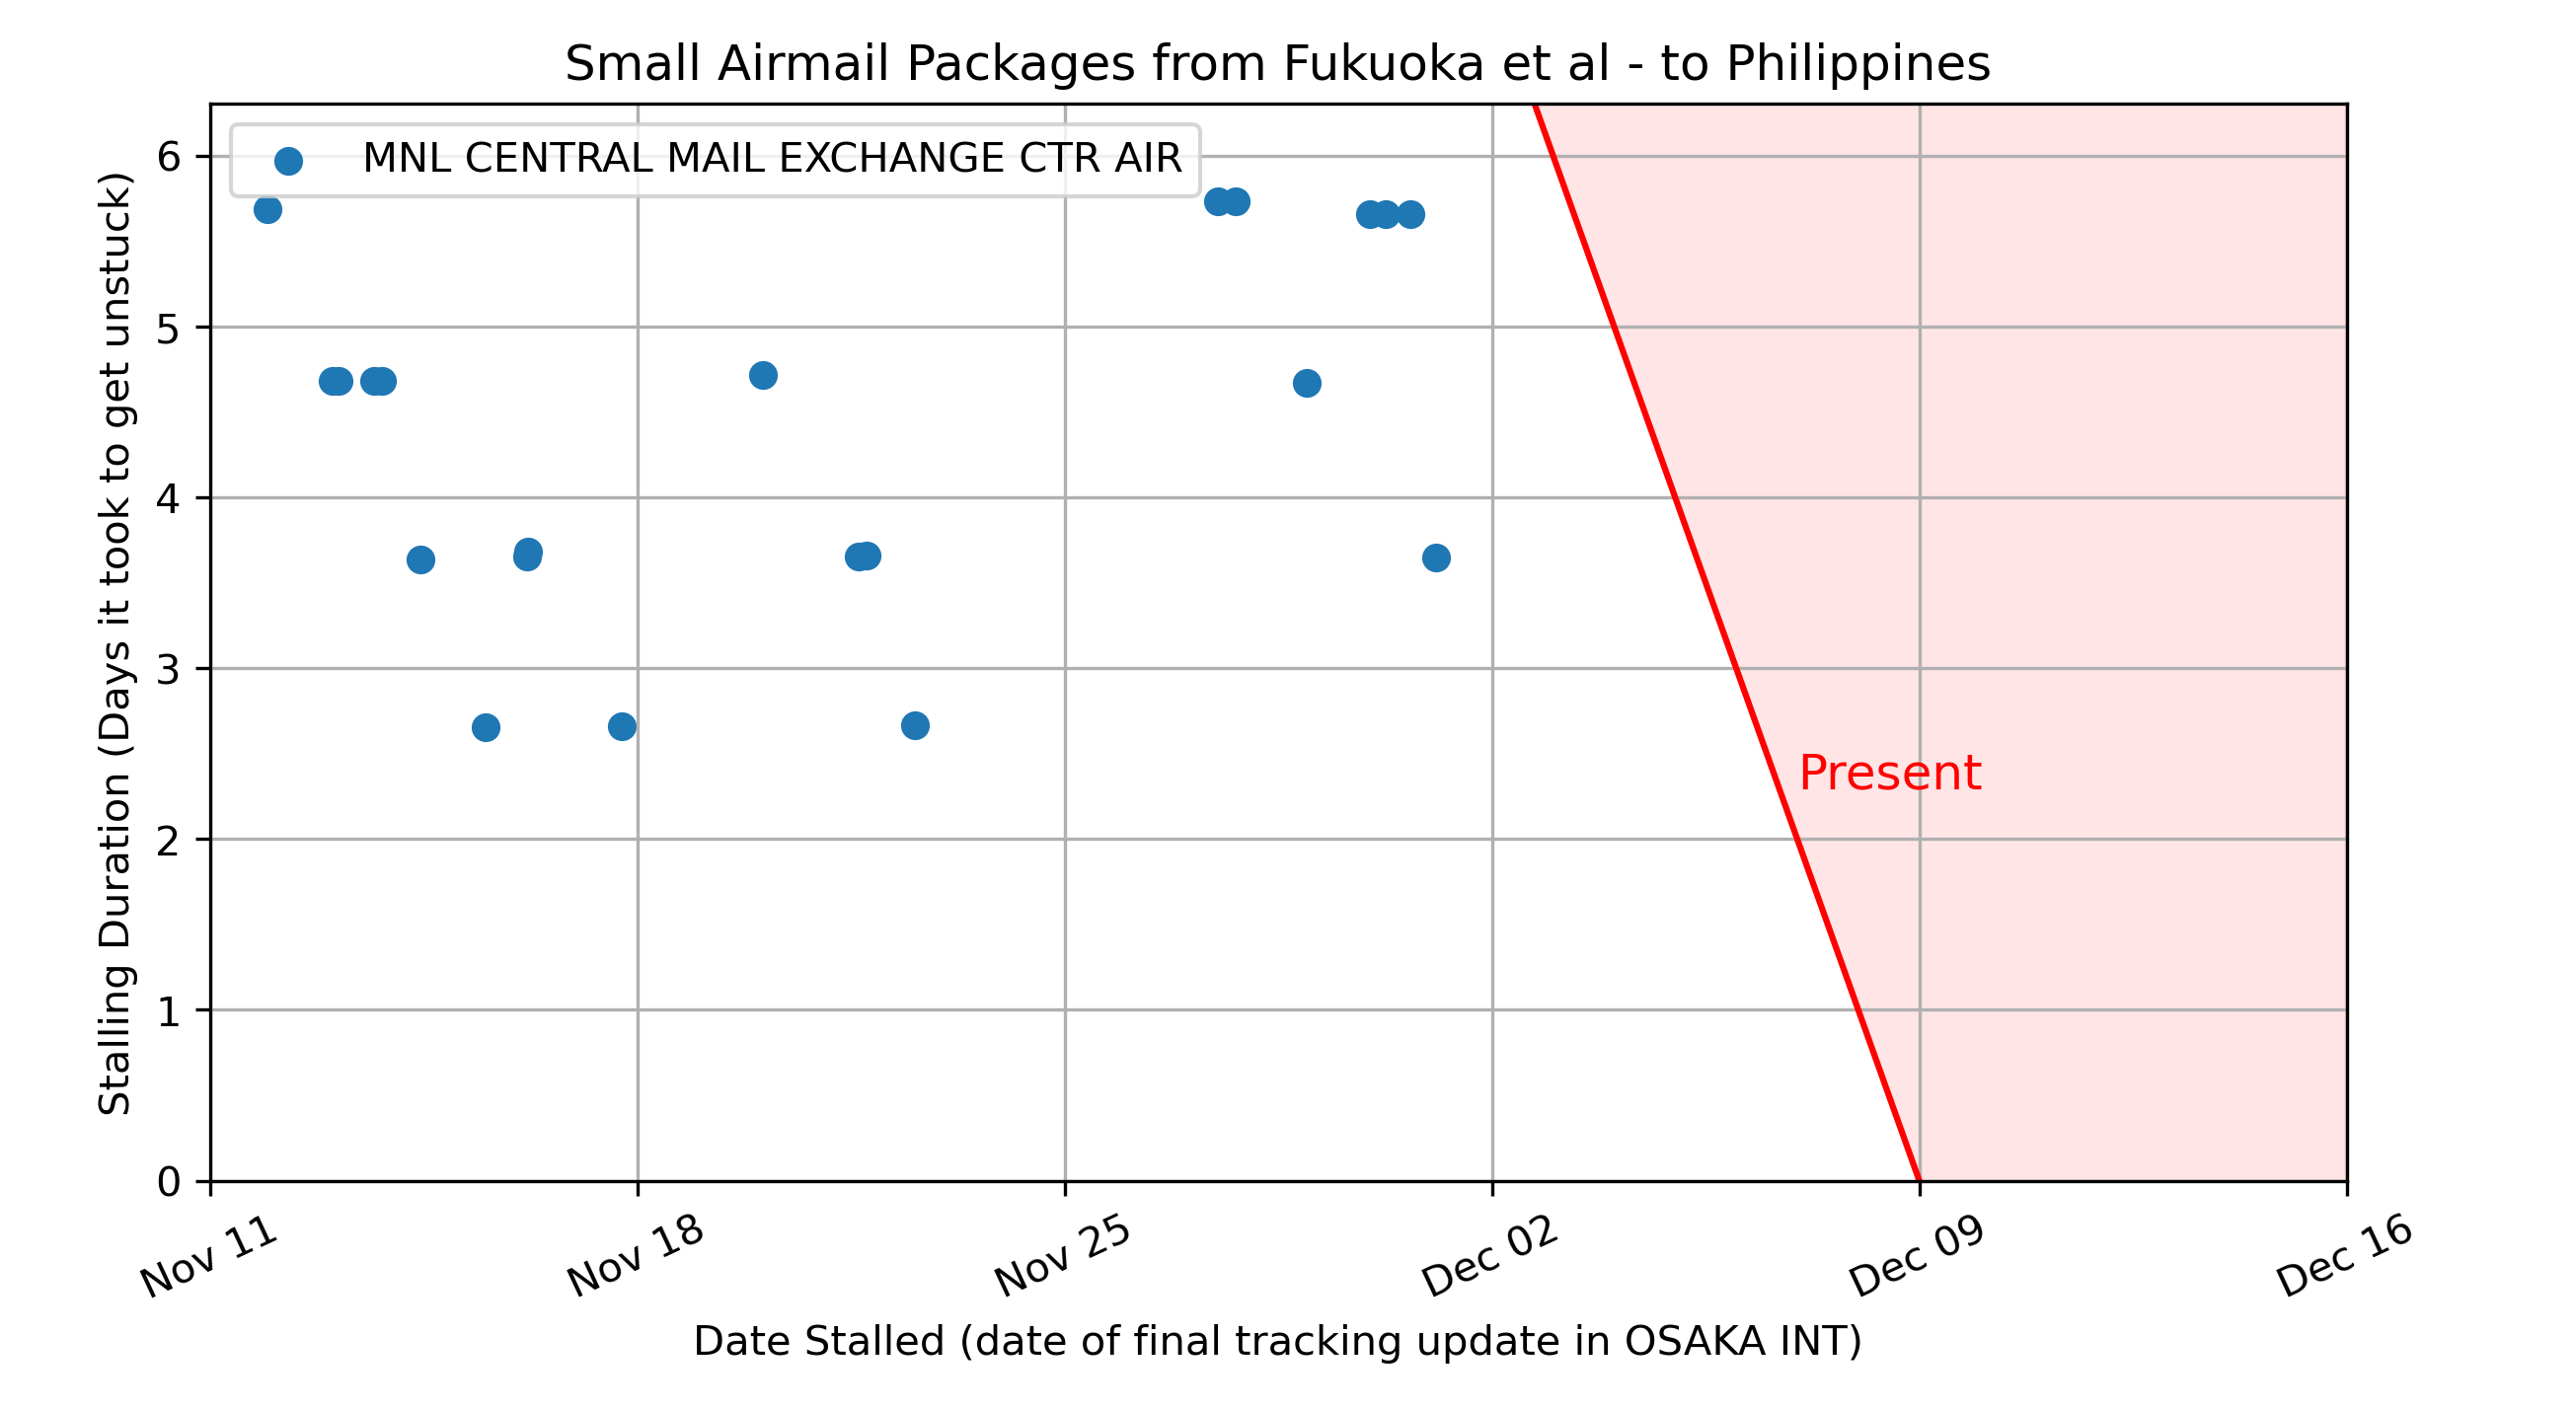 Small Airmail Packages from Fukuoka et al - to Philippines
MNL CENTRAL MAIL EXCHANGE CTR AIR
Stalling Duration (Days it took to get unstuck)
6
5
4
3
2
1
0
Present
Nov 11
Nov 18
Nov 25
Dec 02
Dec 09
Dec 16
Date Stalled (date of final tracking update in OSAKA INT)